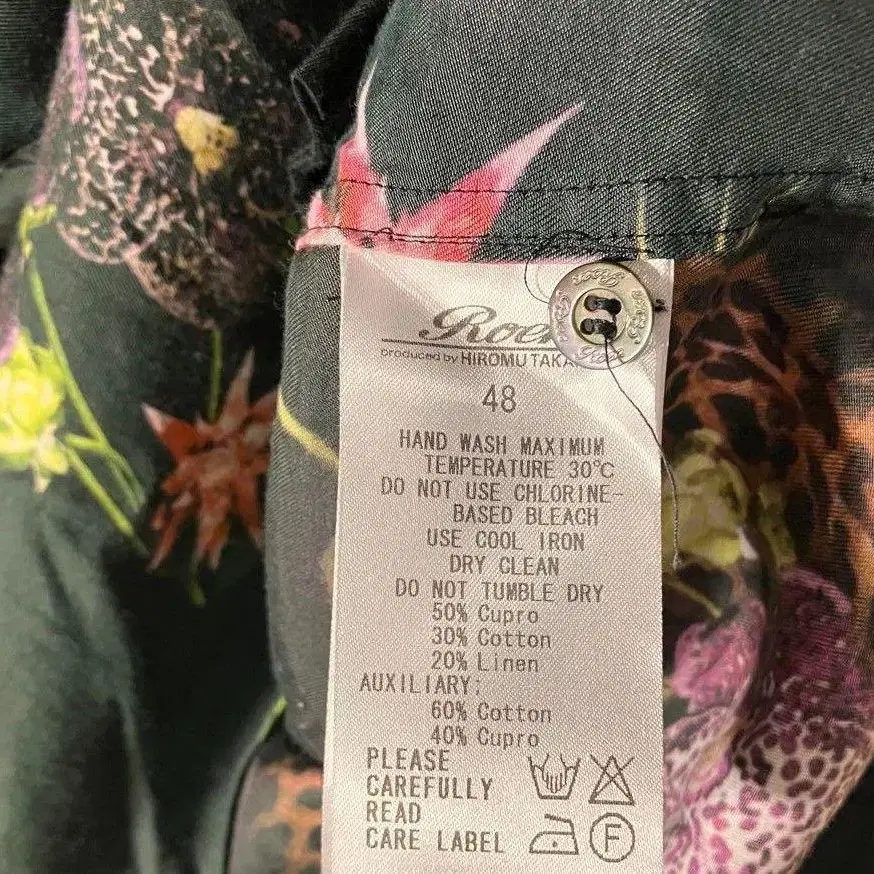 Roen
produced by HIROMU TAKA
48
HAND WASH MAXIMUM
TEMPERATURE 30℃
DO NOT USE CHLORINE-
BASED BLEACH
USE COOL IRON
DRY CLEAN
DO NOT TUMBLE DRY
50% Cupro
30% Cotton
20% Linen
AUXILIARY:
60% Cotton
40% Cupro
PLEASE
CAREFULLY
READ
CARE LABEL
F